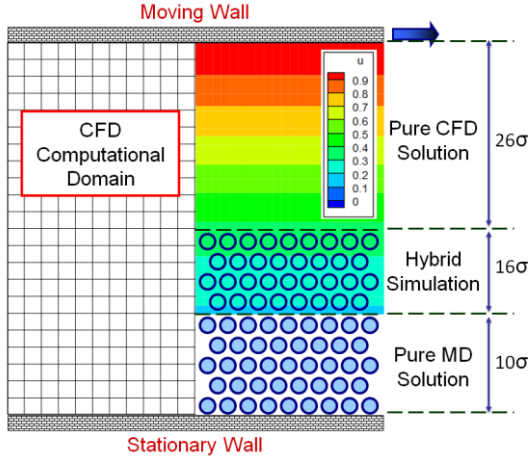 Moving Wall
u
0.9
0.8
0.7
0.6
0.5
0.4
0.3
0.2
0.1
0
CFD
Computational
Domain
Pure CFD
Solution
26σ
Hybrid
Simulation
16σ
Pure MD
Solution
10σ
Stationary Wall